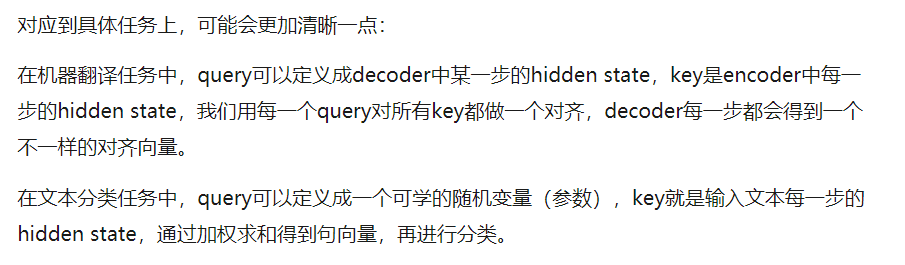 对应到具体任务上，可能会更加清晰一点：
在机器翻译任务中，query可以定义成decoder中某一步的hidden state，key是encoder中每一
步的hidden state，我们用每一个query对所有key都做一个对齐，decoder每一步都会得到一个
不一样的对齐向量。
在文本分类任务中，query可以定义成一个可学的随机变量（参数），key就是输入文本每一步的
hidden state，通过加权求和得到句向量，再进行分类。